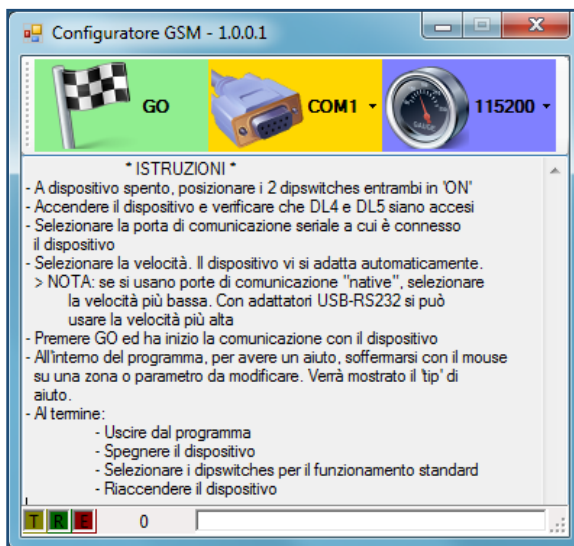 Configuratore GSM - 1.0.0.1
GO
COM1
115200
* ISTRUZIONI *
- A dispositivo spento, posizionare i 2 dipswitches entrambi in 'ON'
- Accendere il dispositivo e verificare che DL4 e DL5 siano accesi
- Selezionare la porta di comunicazione seriale a cui è connesso
il dispositivo
- Selezionare la velocità. Il dispositivo vi si adatta automaticamente.
> NOTA: se si usano porte di comunicazione "native", selezionare
la velocità più bassa. Con adattatori USB-RS232 si può
usare la velocità più alta
- Premere GO ed ha inizio la comunicazione con il dispositivo
- All'interno del programma, per avere un aiuto, soffermarsi con il mouse
su una zona o parametro da modificare. Verrà mostrato il 'tip' di
aiuto.
- Al termine:
- Uscire dal programma
- Spegnere il dispositivo
- Selezionare i dipswitches per il funzionamento standard
- Riaccendere il dispositivo
T R E 0